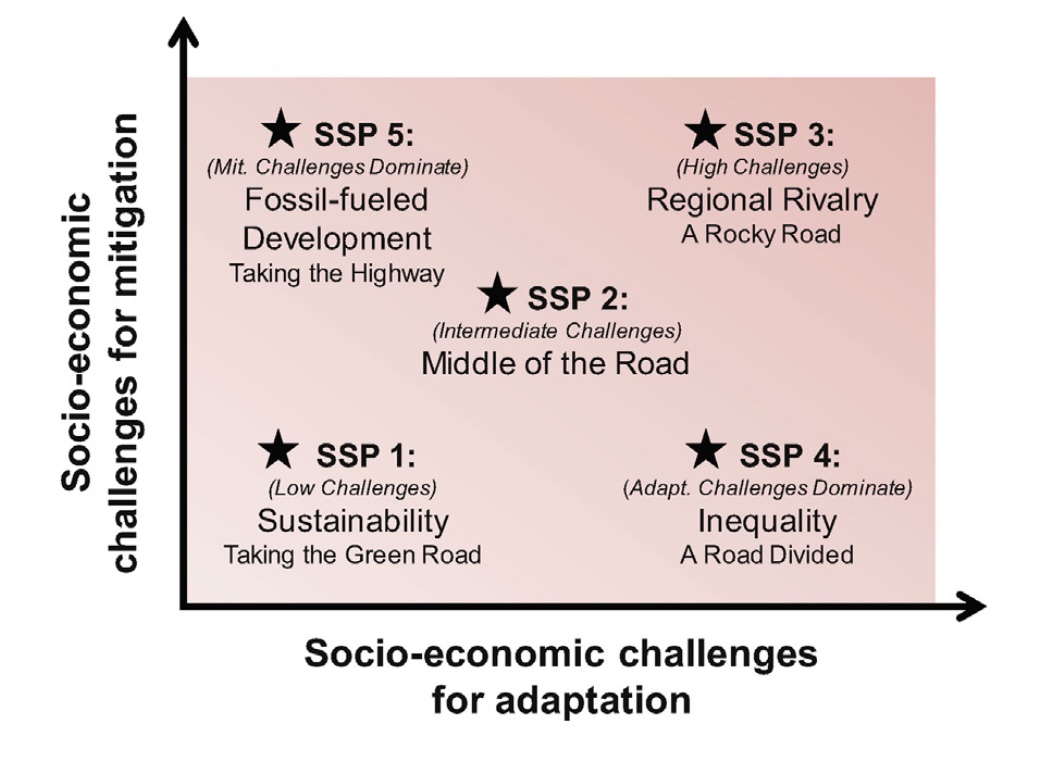 Socio-economic
challenges for mitigation
SSP 5:
(Mit. Challenges Dominate)
Fossil-fueled
Development
Taking the Highway
SSP 3:
(High Challenges)
Regional Rivalry
A Rocky Road
SSP 2:
(Intermediate Challenges)
Middle of the Road
SSP 1:
(Low Challenges)
Sustainability
Taking the Green Road
SSP 4:
(Adapt. Challenges Dominate)
Inequality
A Road Divided
Socio-economic challenges
for adaptation